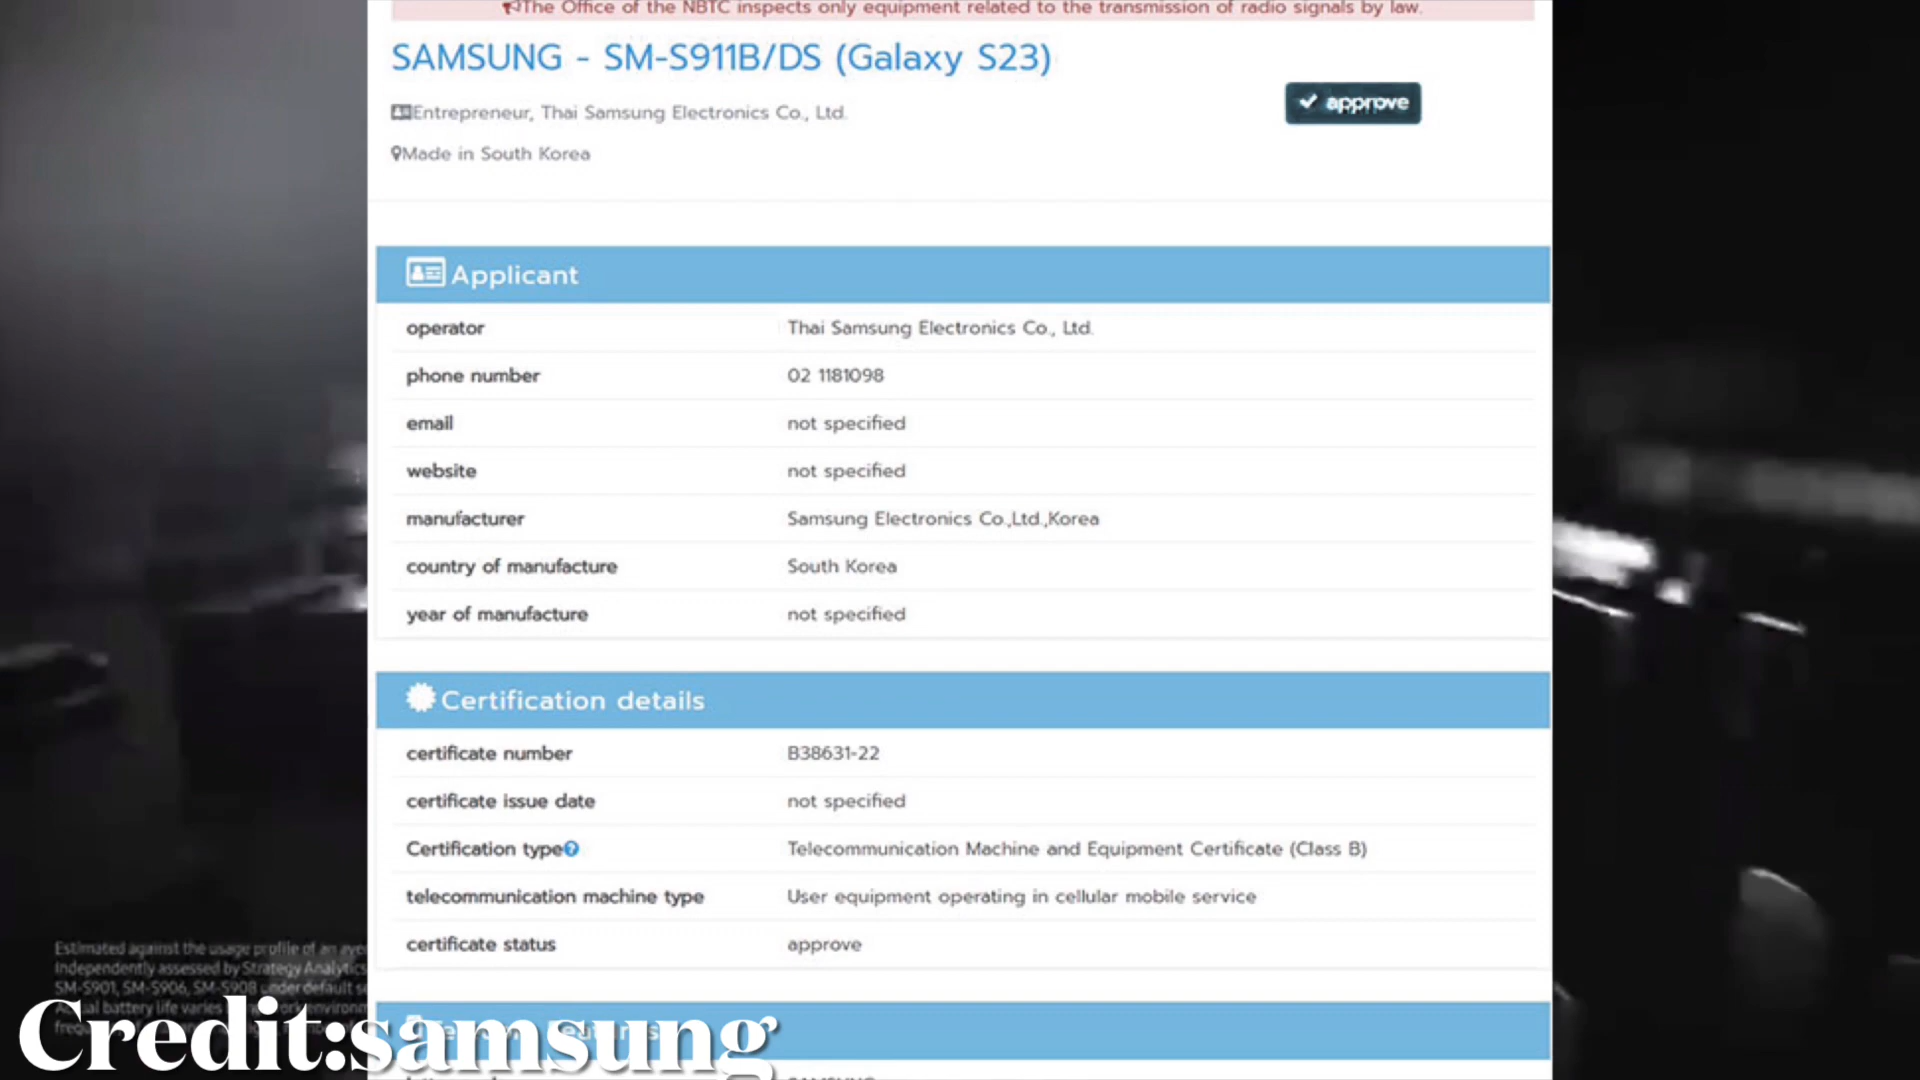 The Office of the NBTC inspects only equipment related to the transmission of radio signals by law.
SAMSUNG - SM-S911B/DS (Galaxy S23)
approve
Entrepreneur, Thai Samsung Electronics Co., Ltd.
Made in South Korea
Applicant
operator Thai Samsung Electronics Co., Ltd.
phone number 02 1181098
email not specified
website not specified
manufacturer Samsung Electronics Co.,Ltd.,Korea
country of manufacture South Korea
year of manufacture not specified
Certification details
certificate number B38631-22
certificate issue date not specified
Certification type Telecommunication Machine and Equipment Certificate (Class B)
telecommunication machine type User equipment operating in cellular mobile service
certificate status approve
Estimated against the usage profile of an
Independently assessed by Strategy Analytics
SM-S901, SM-S906, SM-S908 under default
battery life varies
Credit:samsung